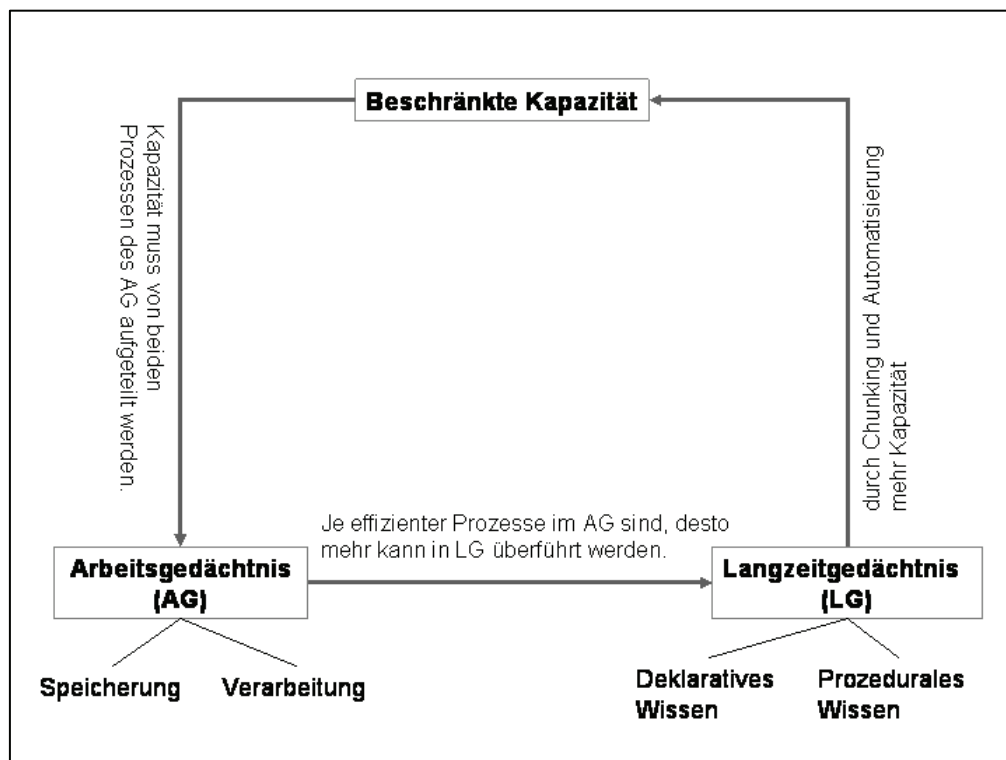 Beschränkte Kapazität
Kapazität muss von beiden
Prozessen des AG aufgeteilt werden.
durch Chunking und Automatisierung
mehr Kapazität
Je effizienter Prozesse im AG sind, desto
mehr kann in LG überführt werden.
Arbeitsgedächtnis
(AG)
Langzeitgedächtnis
(LG)
Speicherung
Verarbeitung
Deklaratives
Wissen
Prozedurales
Wissen